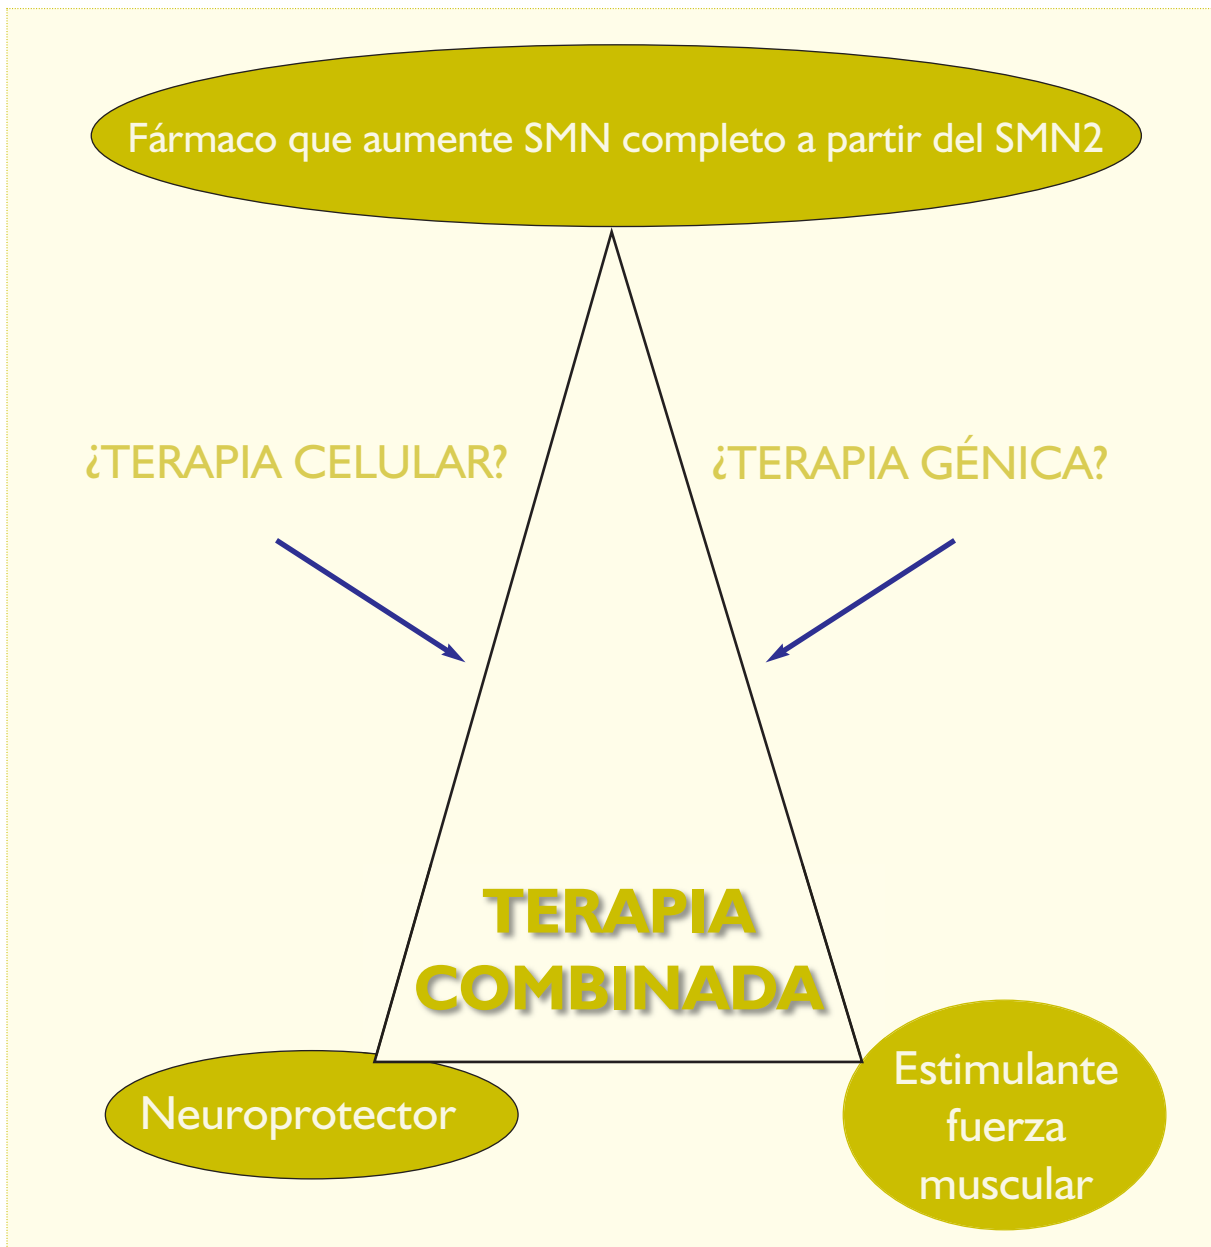 Fármaco que aumente SMN completo a partir del SMN2
¿TERAPIA CELULAR?
¿TERAPIA GÉNICA?
TERAPIA
COMBINADA
Neuroprotector
Estimulante
fuerza
muscular